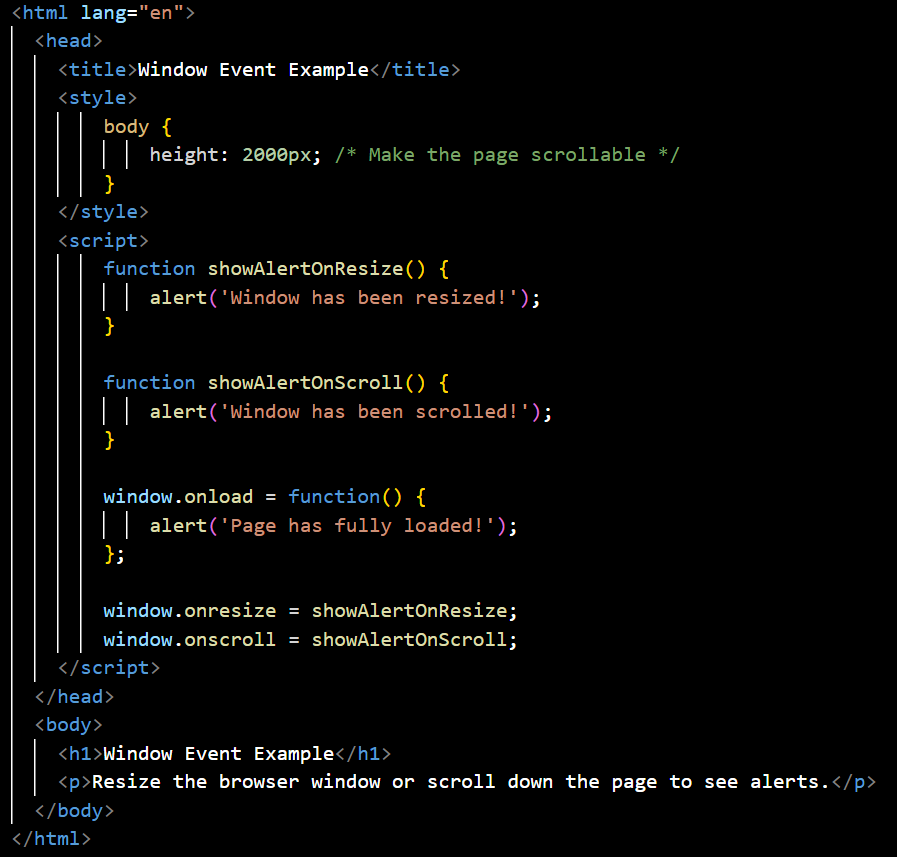 <html lang="en">
<head>
<title>Window Event Example</title>
<style>
body {
height: 2000px; /* Make the page scrollable */
}
</style>
<script>
function showAlertOnResize() {
alert('Window has been resized!');
}
function showAlertOnScroll() {
alert('Window has been scrolled!');
}
window.onload = function() {
alert('Page has fully loaded!');
};
window.onresize = showAlertOnResize;
window.onscroll = showAlertOnScroll;
</script>
</head>
<body>
<h1>Window Event Example</h1>
<p>Resize the browser window or scroll down the page to see alerts.</p>
</body>
</html>